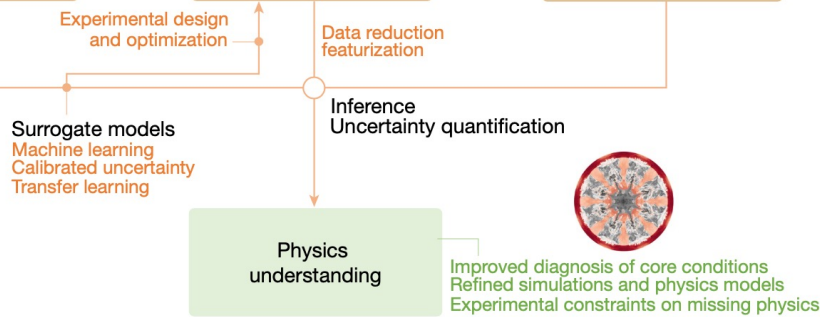 Experimental design
and optimization
Data reduction
featurization
Inference
Uncertainty quantification
Surrogate models
Machine learning
Calibrated uncertainty
Transfer learning
Physics
understanding
Improved diagnosis of core conditions
Refined simulations and physics models
Experimental constraints on missing physics